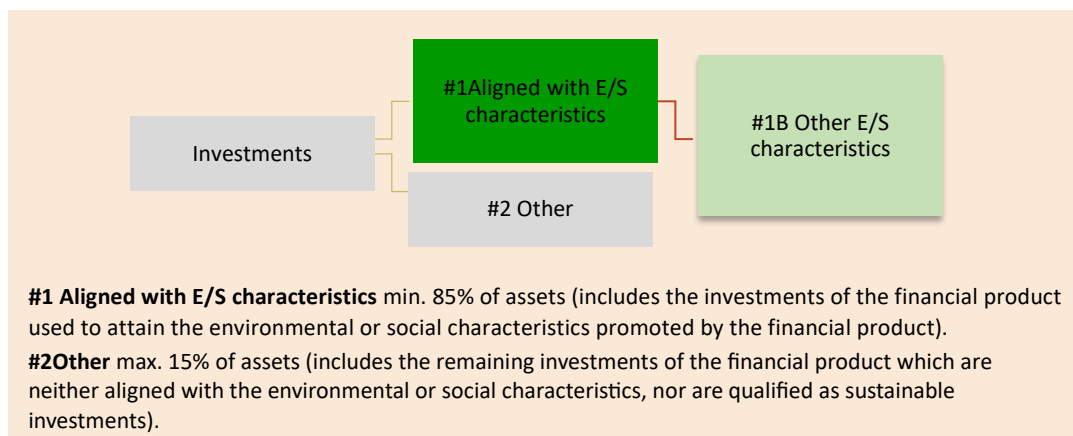 #1Aligned with E/S
characteristics
#1B Other E/S
characteristics
Investments
#2 Other
#1 Aligned with E/S characteristics min. 85% of assets (includes the investments of the financial product
used to attain the environmental or social characteristics promoted by the financial product).
#2Other max. 15% of assets (includes the remaining investments of the financial product which are
neither aligned with the environmental or social characteristics, nor are qualified as sustainable
investments).